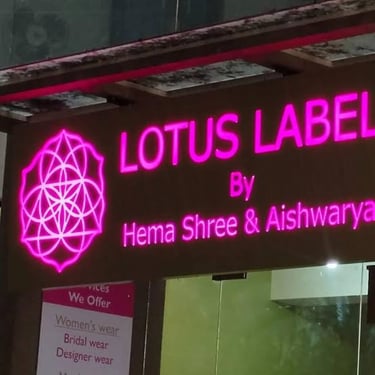 LOTUS LABEL
By
Hema Shree & Aishwarya
We Offer
Women's wear
Bridal wear
Designer wear